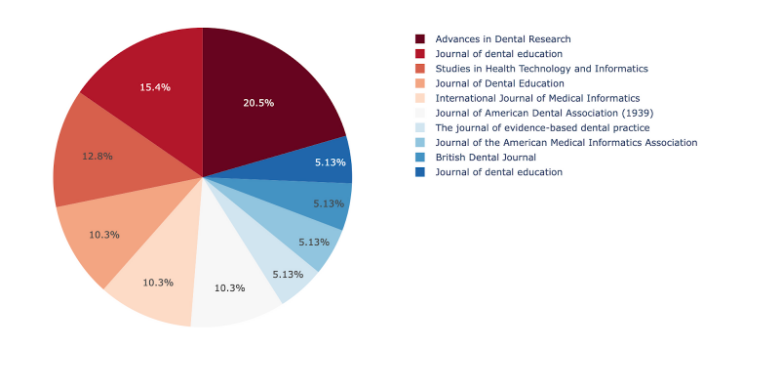 15.4%
20.5%
12.8%
5.13%
5.13%
10.3%
5.13%
5.13%
10.3%
10.3%
Advances in Dental Research
Journal of dental education
Studies in Health Technology and Informatics
Journal of Dental Education
International Journal of Medical Informatics
Journal of American Dental Association (1939)
The journal of evidence-based dental practice
Journal of the American Medical Informatics Association
British Dental Journal
Journal of dental education